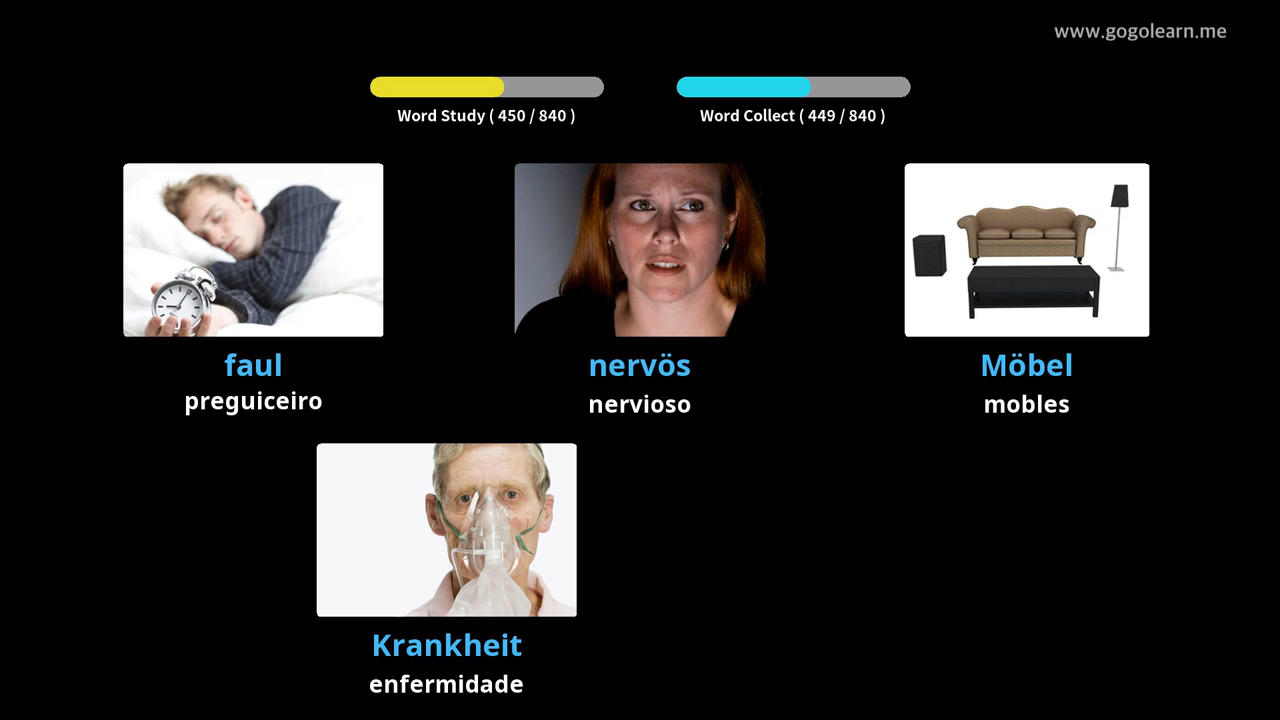 www.gogolearn.me
Word Study ( 450 / 840 )
Word Collect ( 449 / 840 )
faul
nervös
Möbel
preguiceiro
nervioso
mobles
Krankheit
enfermidade